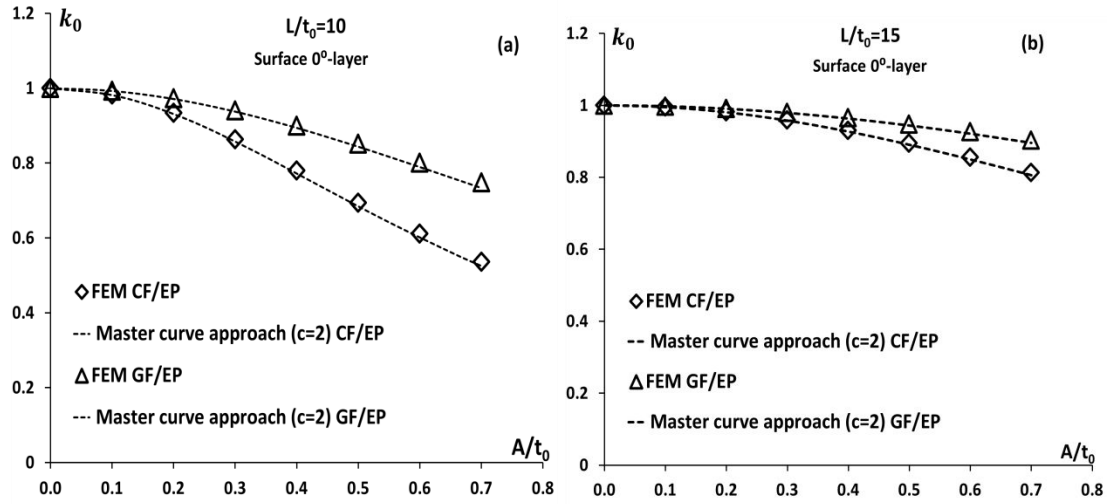 k₀
L/t₀=10
Surface 0⁰-layer
(a)
1.2
1
0.8
0.6
0.4
0.2
0
FEM CF/EP
Master curve approach (c=2) CF/EP
FEM GF/EP
Master curve approach (c=2) GF/EP
A/t₀
0.0 0.1 0.2 0.3 0.4 0.5 0.6 0.7 0.8
k₀
L/t₀=15
Surface 0⁰-layer
(b)
1.2
1
0.8
0.6
0.4
0.2
0
FEM CF/EP
Master curve approach (c=2) CF/EP
FEM GF/EP
Master curve approach (c=2) GF/EP
A/t₀
0.0 0.1 0.2 0.3 0.4 0.5 0.6 0.7 0.8